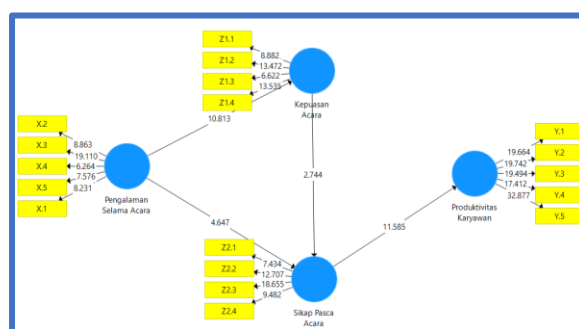 Z1.1
Z1.2
Z1.3
Z1.4
8.882
13.472
6.622
13.535
Kepuasan
Acara
10.813
X.2
X.3
X.4
X.5
X.1
8.863
19.110
6.264
7.576
8.231
Pengalaman
Selama Acara
2.744
4.647
Y.1
Y.2
Y.3
Y.4
Y.5
19.664
19.742
19.494
17.412
32.877
Produktivitas
Karyawan
11.585
Z2.1
Z2.2
Z2.3
Z2.4
7.434
12.707
18.655
9.482
Sikap Pasca
Acara